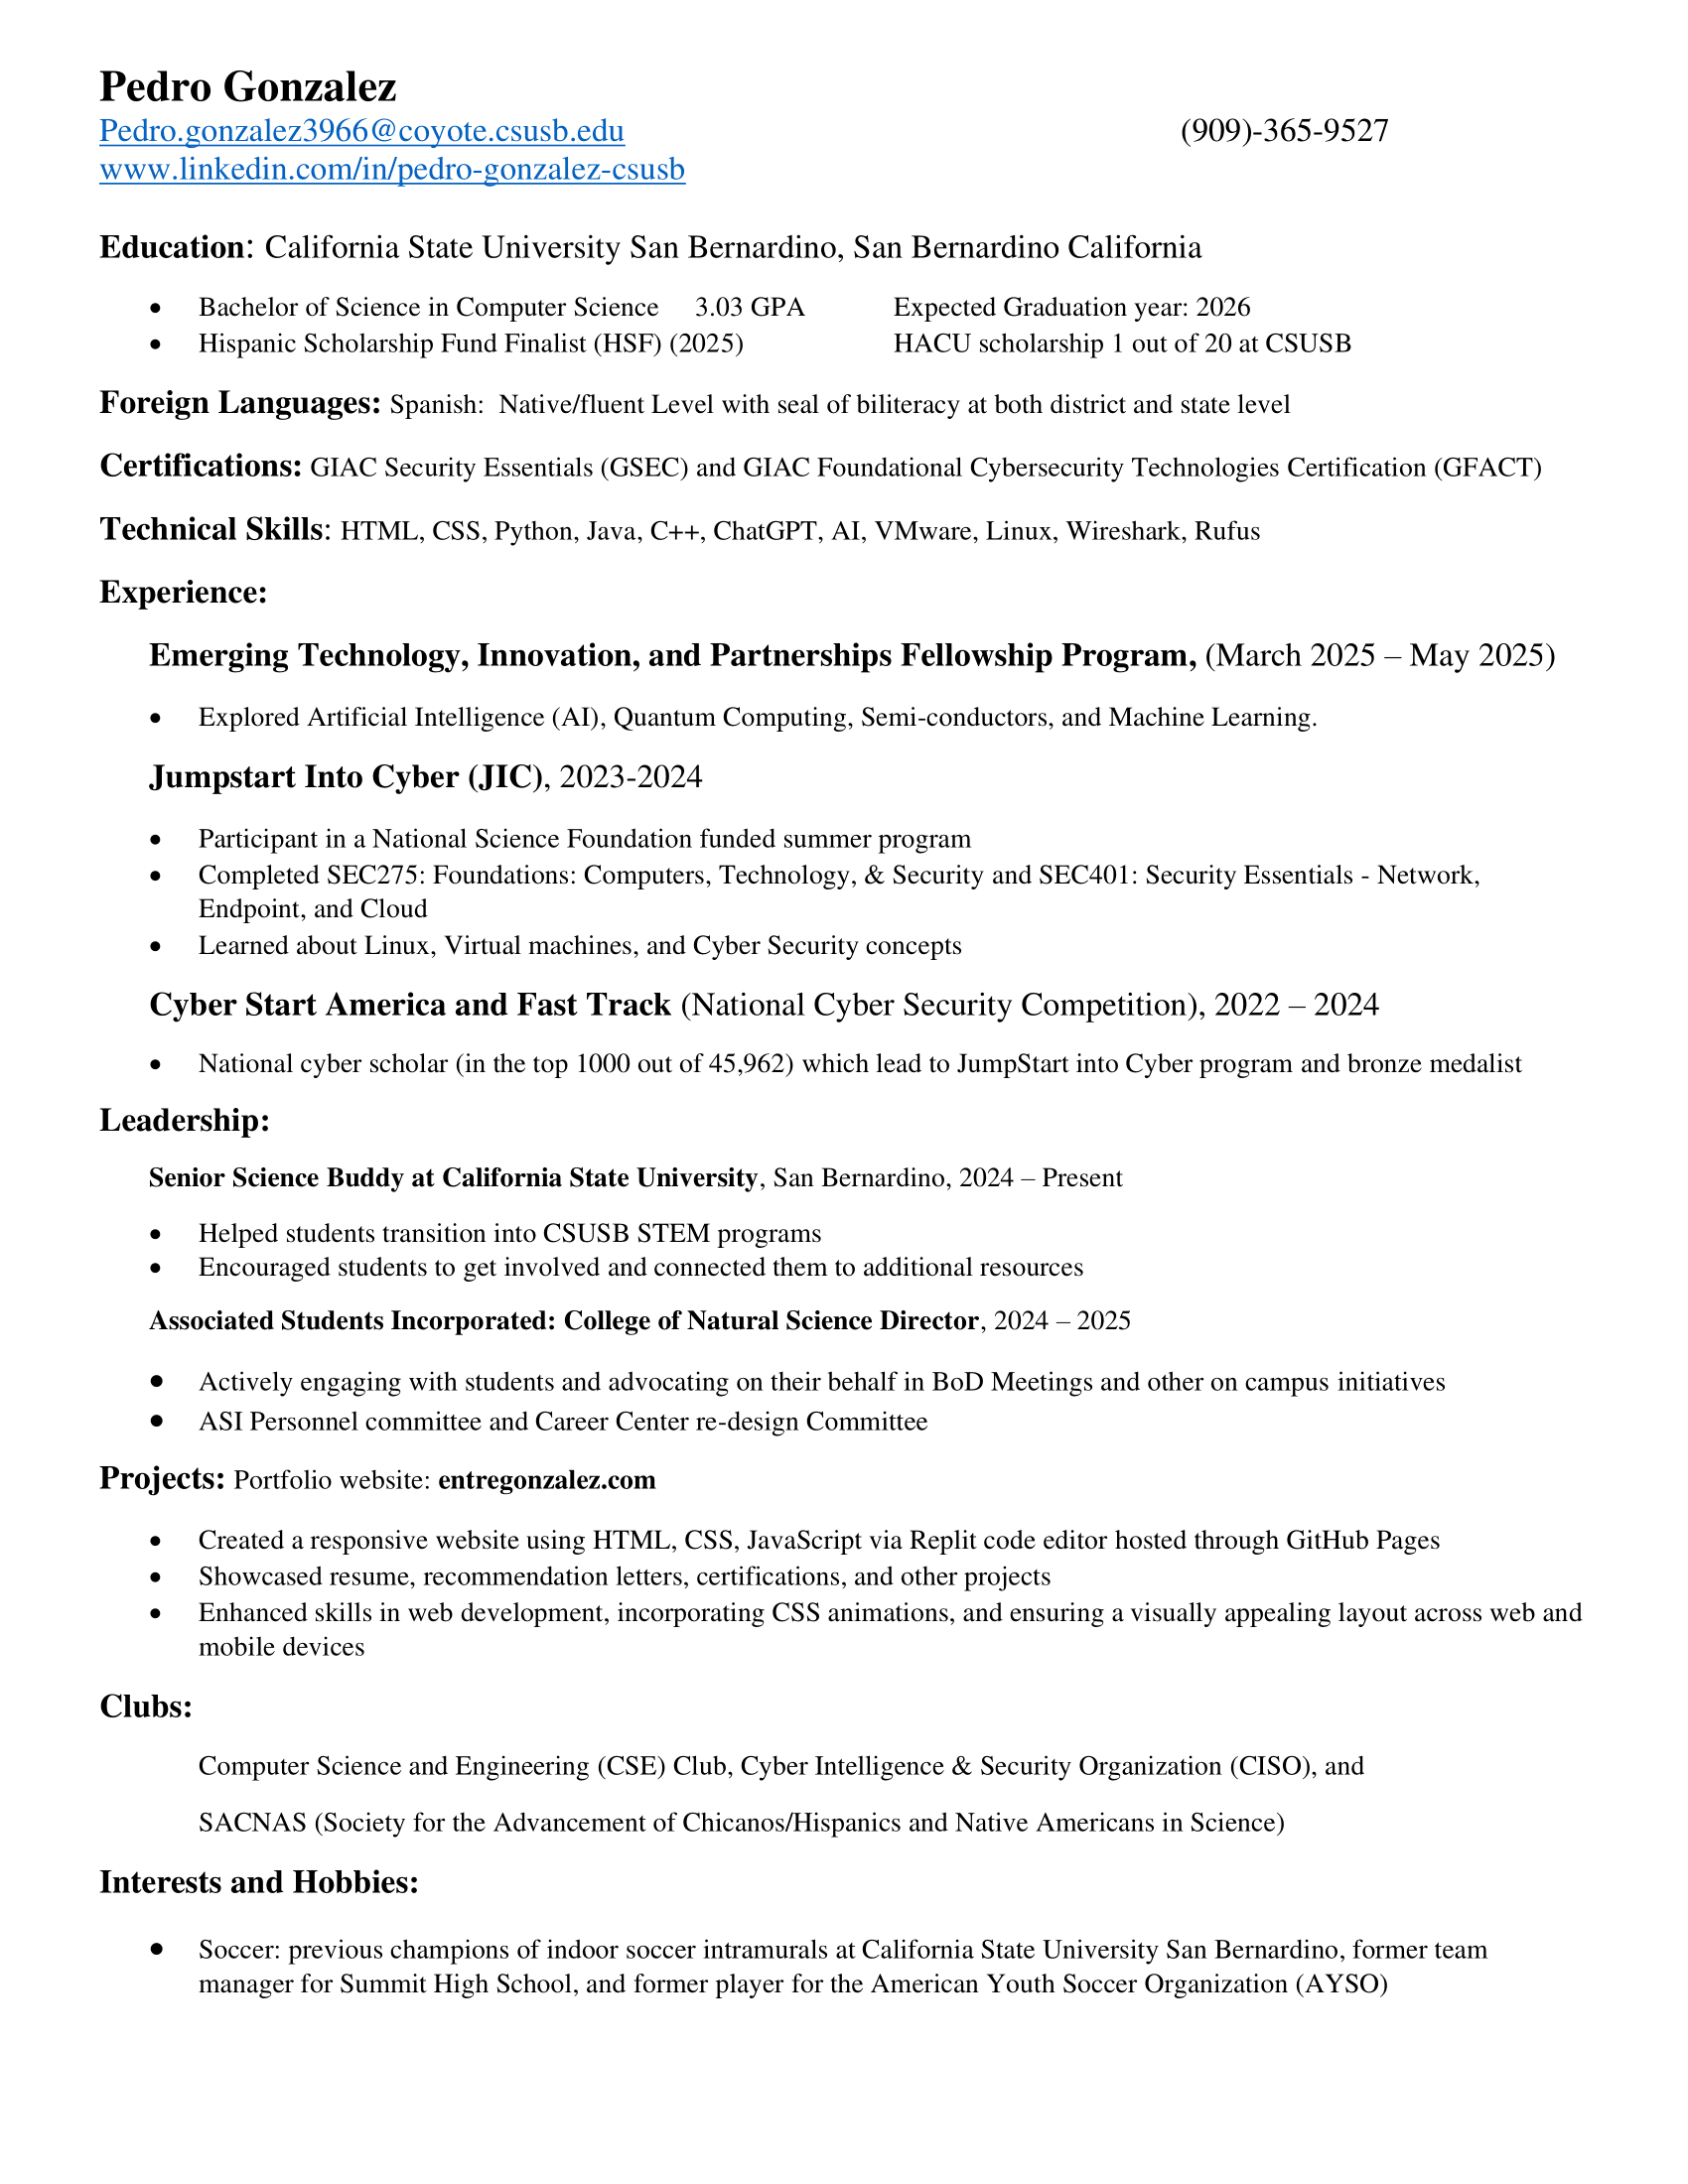 Pedro Gonzalez
Pedro.gonzalez3966@coyote.csusb.edu (909)-365-9527
www.linkedin.com/in/pedro-gonzalez-csusb
Education: California State University San Bernardino, San Bernardino California
• Bachelor of Science in Computer Science 3.03 GPA Expected Graduation year: 2026
• Hispanic Scholarship Fund Finalist (HSF) (2025) HACU scholarship 1 out of 20 at CSUSB
Foreign Languages: Spanish: Native/fluent Level with seal of biliteracy at both district and state level
Certifications: GIAC Security Essentials (GSEC) and GIAC Foundational Cybersecurity Technologies Certification (GFACT)
Technical Skills: HTML, CSS, Python, Java, C++, ChatGPT, AI, VMware, Linux, Wireshark, Rufus
Experience:
Emerging Technology, Innovation, and Partnerships Fellowship Program, (March 2025 – May 2025)
• Explored Artificial Intelligence (AI), Quantum Computing, Semi-conductors, and Machine Learning.
Jumpstart Into Cyber (JIC), 2023-2024
• Participant in a National Science Foundation funded summer program
• Completed SEC275: Foundations: Computers, Technology, & Security and SEC401: Security Essentials - Network,
Endpoint, and Cloud
• Learned about Linux, Virtual machines, and Cyber Security concepts
Cyber Start America and Fast Track (National Cyber Security Competition), 2022 – 2024
• National cyber scholar (in the top 1000 out of 45,962) which lead to JumpStart into Cyber program and bronze medalist
Leadership:
Senior Science Buddy at California State University, San Bernardino, 2024 – Present
• Helped students transition into CSUSB STEM programs
• Encouraged students to get involved and connected them to additional resources
Associated Students Incorporated: College of Natural Science Director, 2024 – 2025
• Actively engaging with students and advocating on their behalf in BoD Meetings and other on campus initiatives
• ASI Personnel committee and Career Center re-design Committee
Projects: Portfolio website: entregonzalez.com
• Created a responsive website using HTML, CSS, JavaScript via Replit code editor hosted through GitHub Pages
• Showcased resume, recommendation letters, certifications, and other projects
• Enhanced skills in web development, incorporating CSS animations, and ensuring a visually appealing layout across web and
mobile devices
Clubs:
Computer Science and Engineering (CSE) Club, Cyber Intelligence & Security Organization (CISO), and
SACNAS (Society for the Advancement of Chicanos/Hispanics and Native Americans in Science)
Interests and Hobbies:
• Soccer: previous champions of indoor soccer intramurals at California State University San Bernardino, former team
manager for Summit High School, and former player for the American Youth Soccer Organization (AYSO)